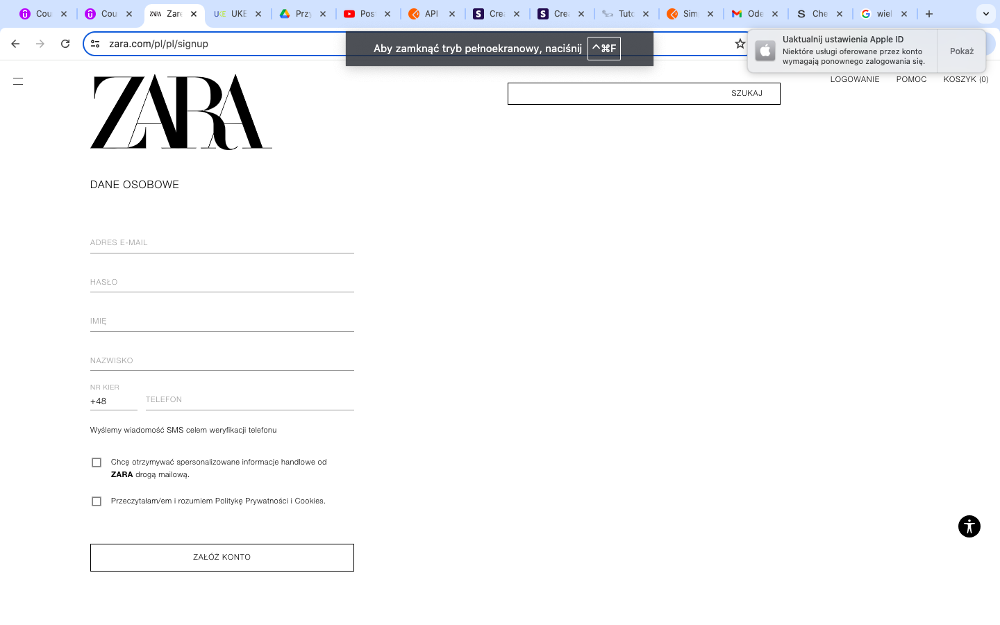 Cou
Cou
ZARA Zara
UKE
Przy
Pos
API
Crea
Crea
Tuto
Sim
Ode
Che
wiel
zara.com/pl/pl/signup
Aby zamknąć tryb pełnoekranowy, naciśnij ^⌘F
Uaktualnij ustawienia Apple ID
Niektóre usługi oferowane przez konto
wymagają ponownego zalogowania się.
Pokaż
ZARA
SZUKAJ
LOGOWANIE
POMOC
KOSZYK (0)
DANE OSOBOWE
ADRES E-MAIL
HASŁO
IMIĘ
NAZWISKO
NR KIER
+48
TELEFON
Wyślemy wiadomość SMS celem weryfikacji telefonu
Chcę otrzymywać spersonalizowane informacje handlowe od
ZARA drogą mailową.
Przeczytałam/em i rozumiem Politykę Prywatności i Cookies.
ZAŁÓŻ KONTO